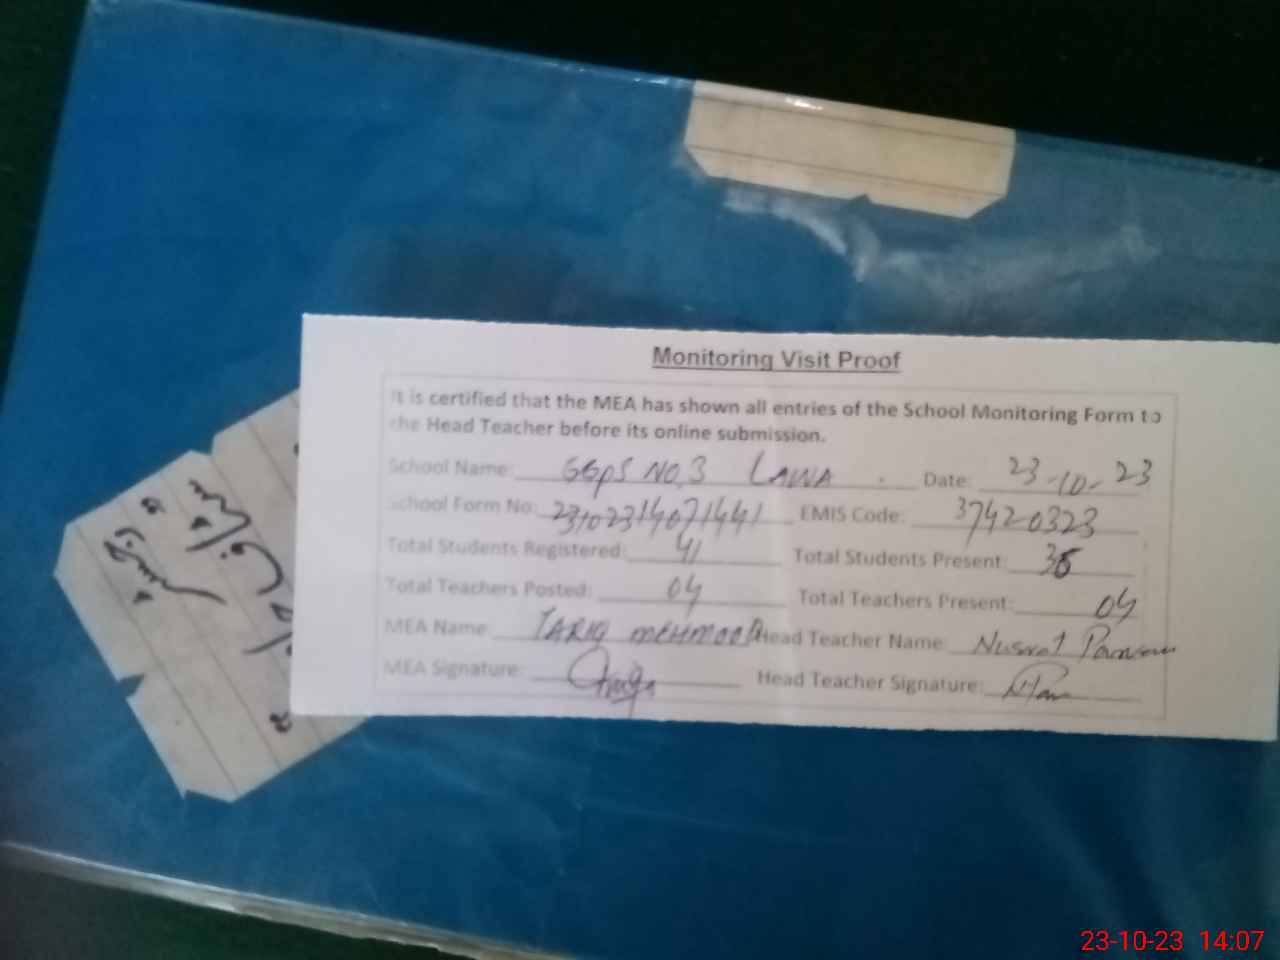 Monitoring Visit Proof
It is certified that the MEA has shown all entries of the School Monitoring Form to
the Head Teacher before its online submission.
School Name: GGPS NO.3 LAWA Date: 23-10-23
School Form No: 23102314071441 EMIS Code: 37420323
Total Students Registered: 41 Total Students Present:
Total Teachers Posted: 04 Total Teachers Present: 04
MEA Name: TARIQ MEHMOOD Head Teacher Name: Nusrat Parveen
MEA Signature: Head Teacher Signature:
23-10-23 14:07